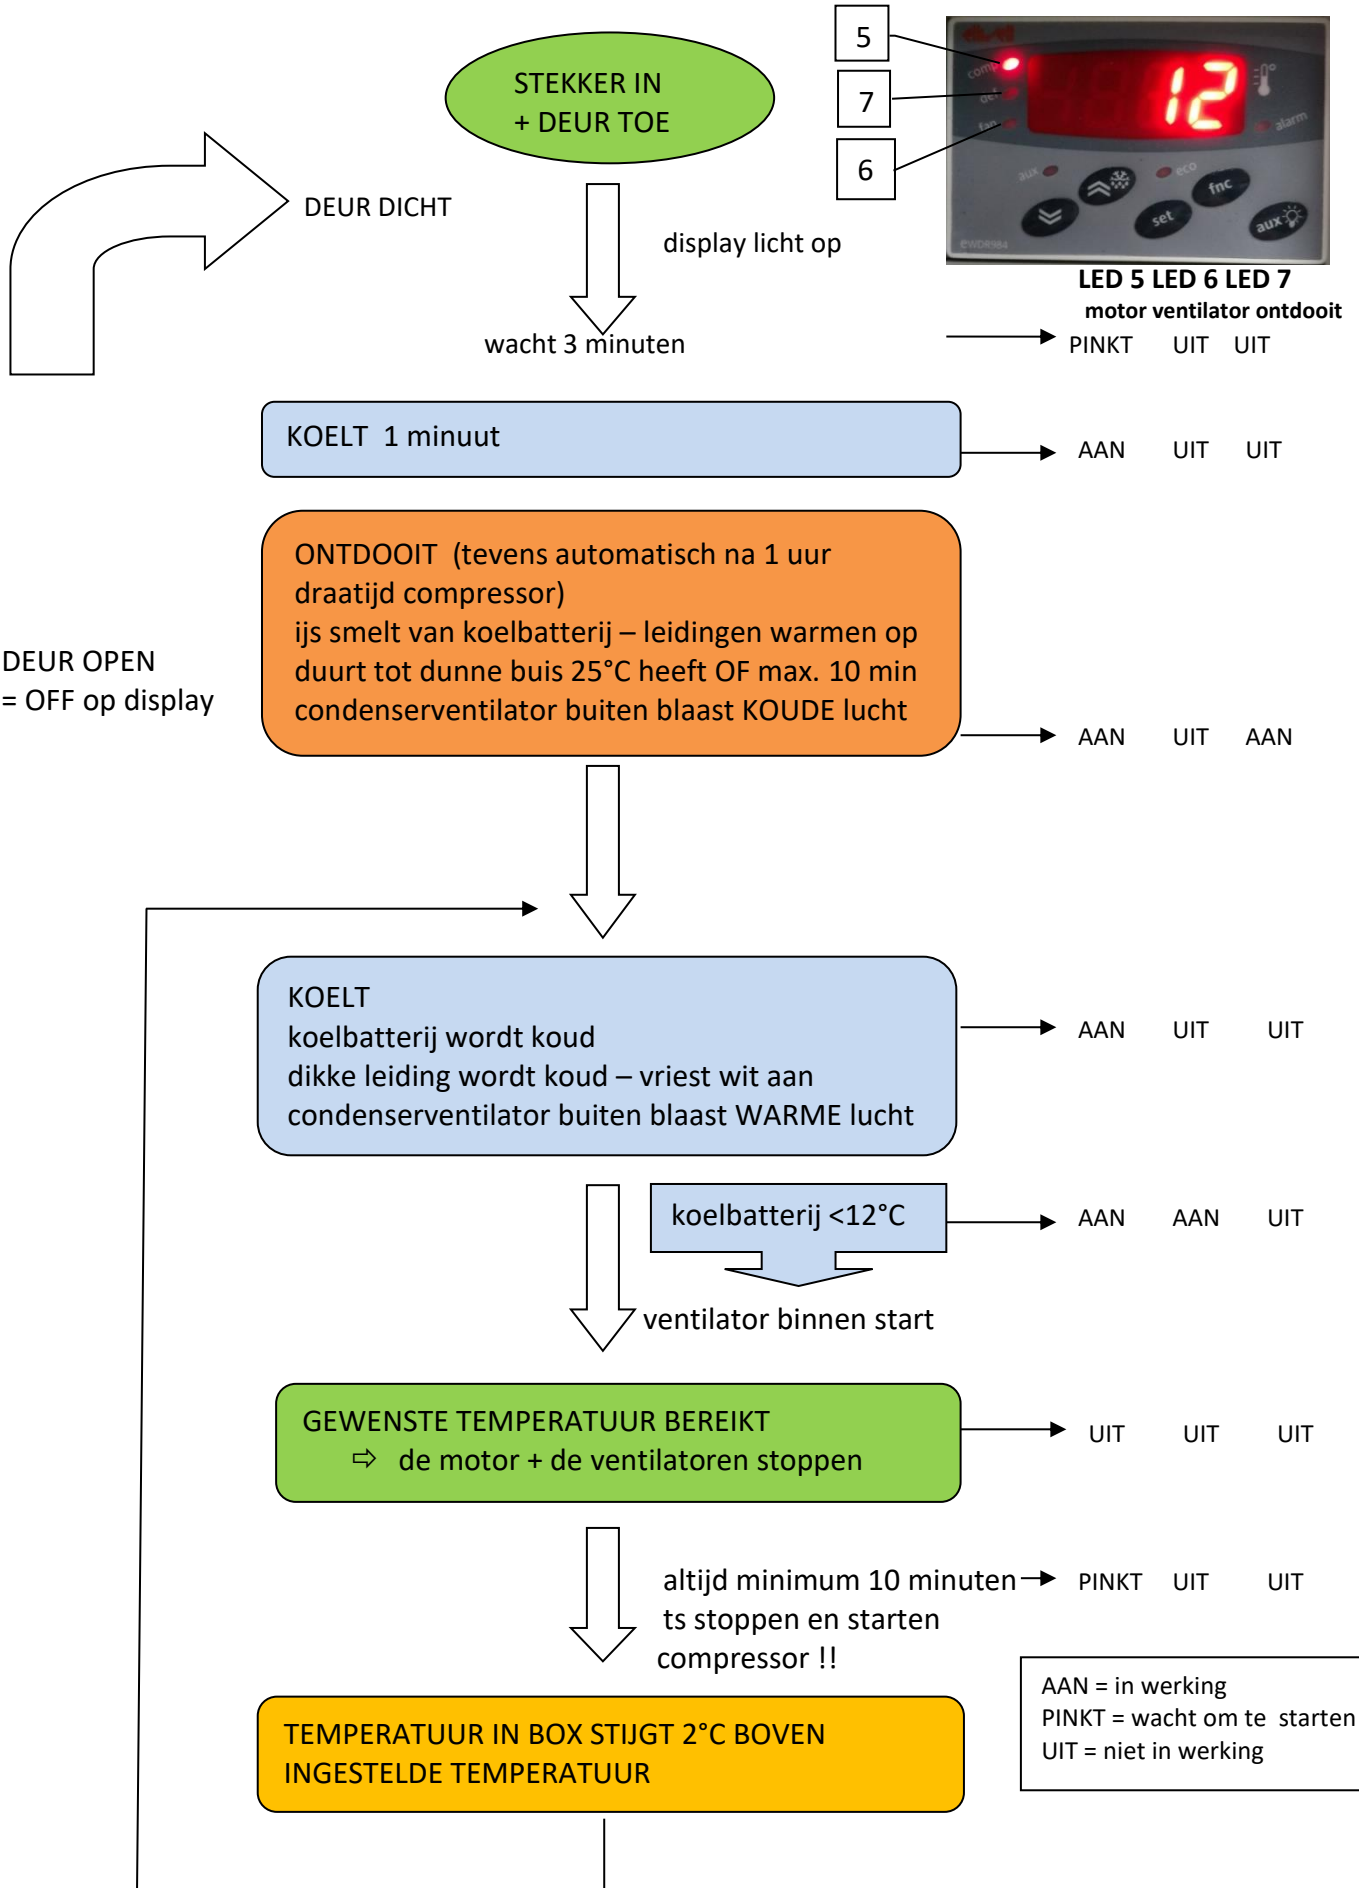 STEKKER IN
+ DEUR TOE
5
7
6
comp
def
fan
12
alarm
aux
eco
set
fnc
aux
eWDR984
DEUR DICHT
display licht op
LED 5 LED 6 LED 7
motor ventilator ontdooit
wacht 3 minuten
PINKT UIT UIT
KOELT 1 minuut
AAN UIT UIT
ONTDOOIT (tevens automatisch na 1 uur
draatijd compressor)
ijs smelt van koelbatterij – leidingen warmen op
duurt tot dunne buis 25°C heeft OF max. 10 min
condenserventilator buiten blaast KOUDE lucht
DEUR OPEN
= OFF op display
AAN UIT AAN
KOELT
koelbatterij wordt koud
dikke leiding wordt koud – vriest wit aan
condenserventilator buiten blaast WARME lucht
AAN UIT UIT
koelbatterij <12°C
AAN AAN UIT
ventilator binnen start
GEWENSTE TEMPERATUUR BEREIKT
⇨ de motor + de ventilatoren stoppen
UIT UIT UIT
altijd minimum 10 minuten
ts stoppen en starten
compressor !!
PINKT UIT UIT
AAN = in werking
PINKT = wacht om te starten
UIT = niet in werking
TEMPERATUUR IN BOX STIJGT 2°C BOVEN
INGESTELDE TEMPERATUUR